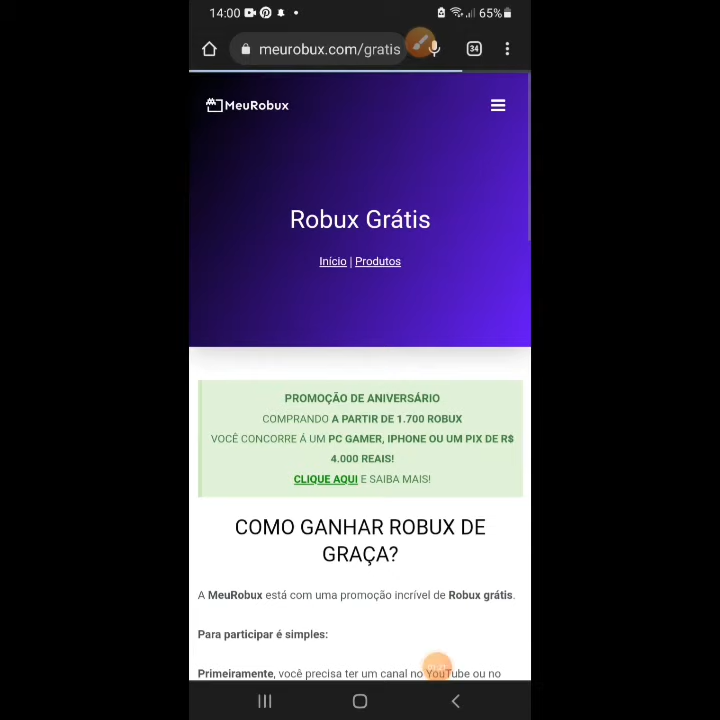 14:00
65%
meurobux.com/gratis
34
MeuRobux
Robux Grátis
Início | Produtos
PROMOÇÃO DE ANIVERSÁRIO
COMPRANDO A PARTIR DE 1.700 ROBUX
VOCÊ CONCORRE Á UM PC GAMER, IPHONE OU UM PIX DE R$
4.000 REAIS!
CLIQUE AQUI E SAIBA MAIS!
COMO GANHAR ROBUX DE
GRAÇA?
A MeuRobux está com uma promoção incrível de Robux grátis.
Para participar é simples:
Primeiramente, você precisa ter um canal no YouTube ou no